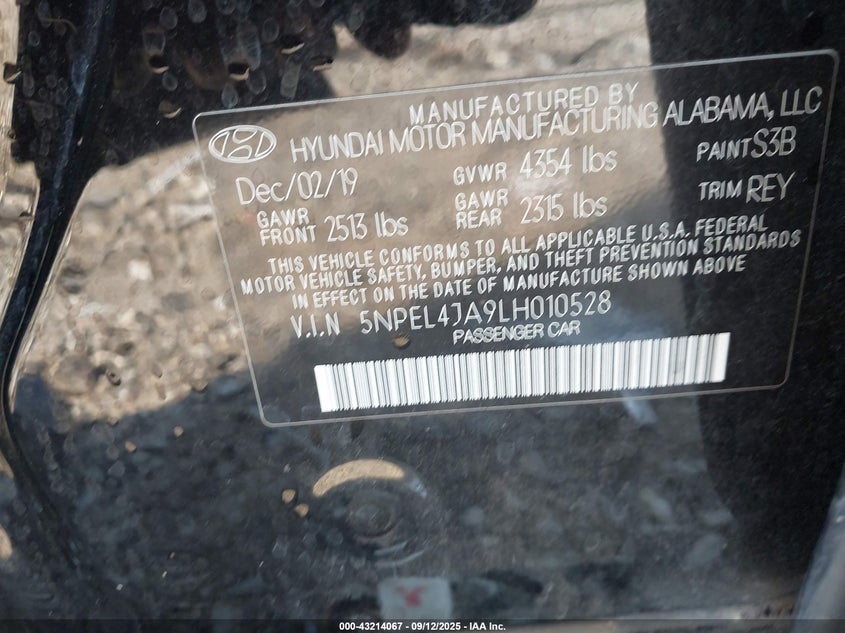 MANUFACTURED BY
HYUNDAI MOTOR MANUFACTURING ALABAMA, LLC
Dec/02/19 GVWR 4354 lbs PAINT S3B
GAWR FRONT 2513 lbs GAWR REAR 2315 lbs TRIM REY
THIS VEHICLE CONFORMS TO ALL APPLICABLE U.S.A. FEDERAL
MOTOR VEHICLE SAFETY, BUMPER, AND THEFT PREVENTION STANDARDS
IN EFFECT ON THE DATE OF MANUFACTURE SHOWN ABOVE
V.I.N 5NPEL4JA9LH010528
PASSENGER CAR
000-43214067 - 09/12/2025 - IAA Inc.